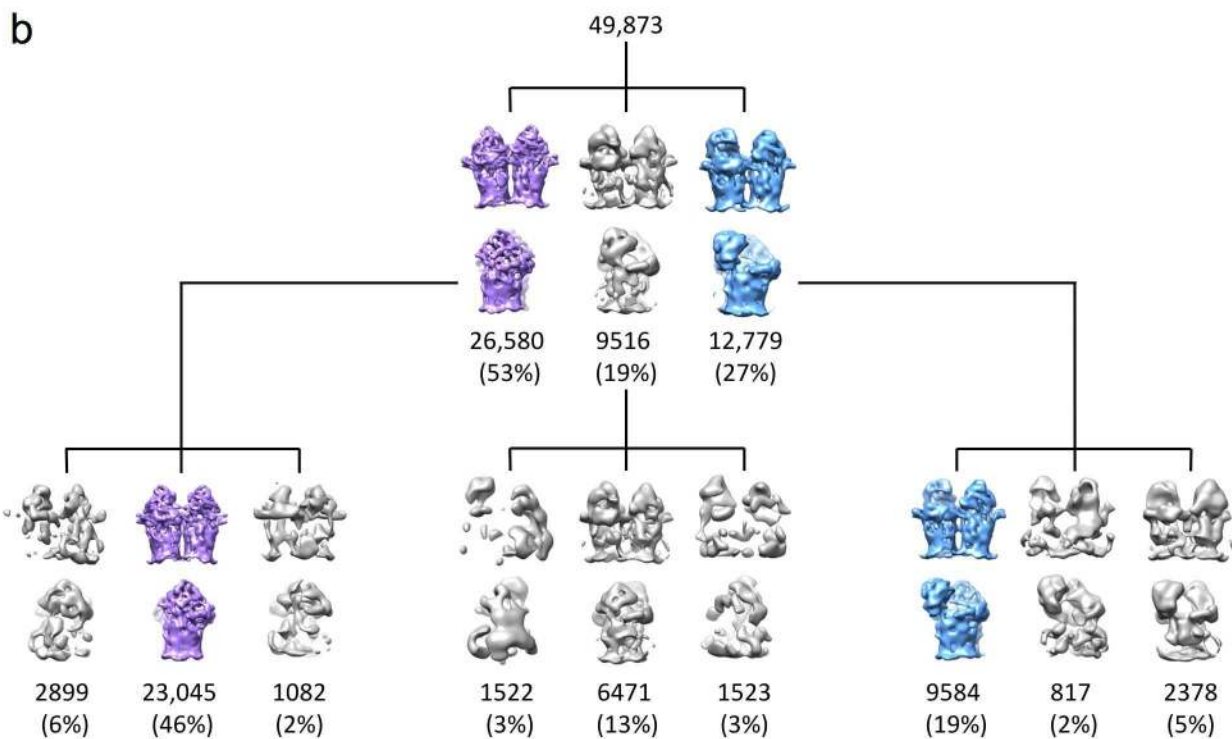 b
49,873
26,580 9516 12,779
(53%) (19%) (27%)
2899 23,045 1082 1522 6471 1523 9584 817 2378
(6%) (46%) (2%) (3%) (13%) (3%) (19%) (2%) (5%)